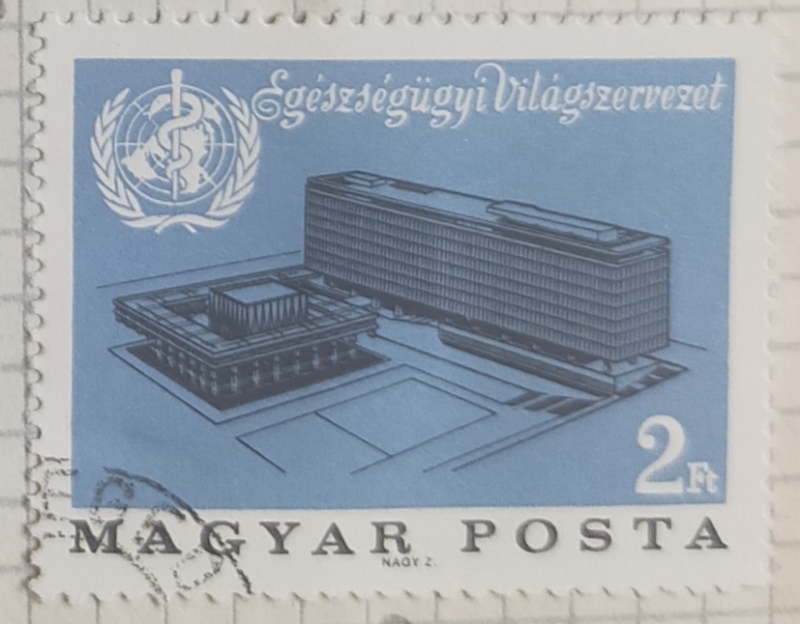 Egészségügyi Világszervezet
2 Ft
MAGYAR POSTA
NAGY Z.